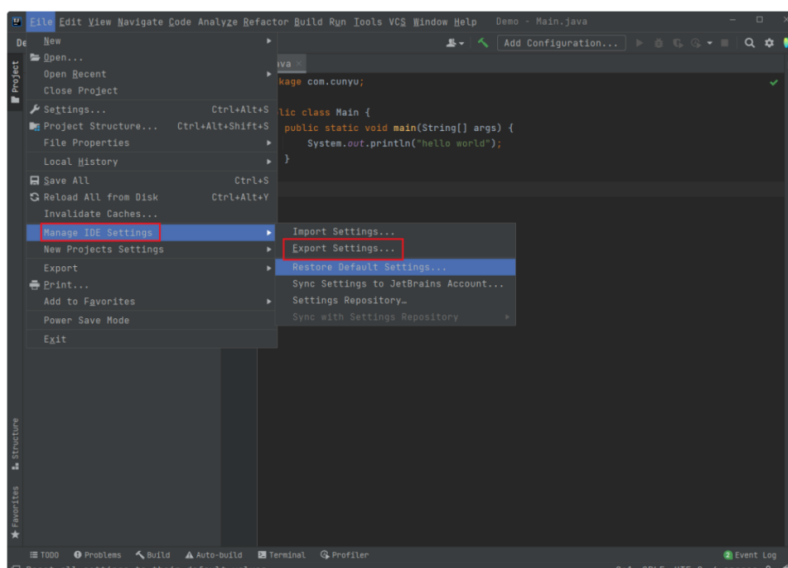 File Edit View Navigate Code Analyze Refactor Build Run Tools VCS Window Help Demo - Main.java
De
Add Configuration...
New
Open...
Open Recent
Close Project
Settings... Ctrl+Alt+S
Project Structure... Ctrl+Alt+Shift+S
File Properties
Local History
Save All Ctrl+S
Reload All from Disk Ctrl+Alt+Y
Invalidate Caches...
Manage IDE Settings
New Projects Settings
Export
Print...
Add to Favorites
Power Save Mode
Exit
Import Settings...
Export Settings...
Restore Default Settings...
Sync Settings to JetBrains Account...
Settings Repository…
Sync with Settings Repository
va
kage com.cunyu;
lic class Main {
public static void main(String[] args) {
System.out.println("hello world");
}
Project
Structure
Favorites
TODO Problems Build Auto-build Terminal Profiler 2 Event Log